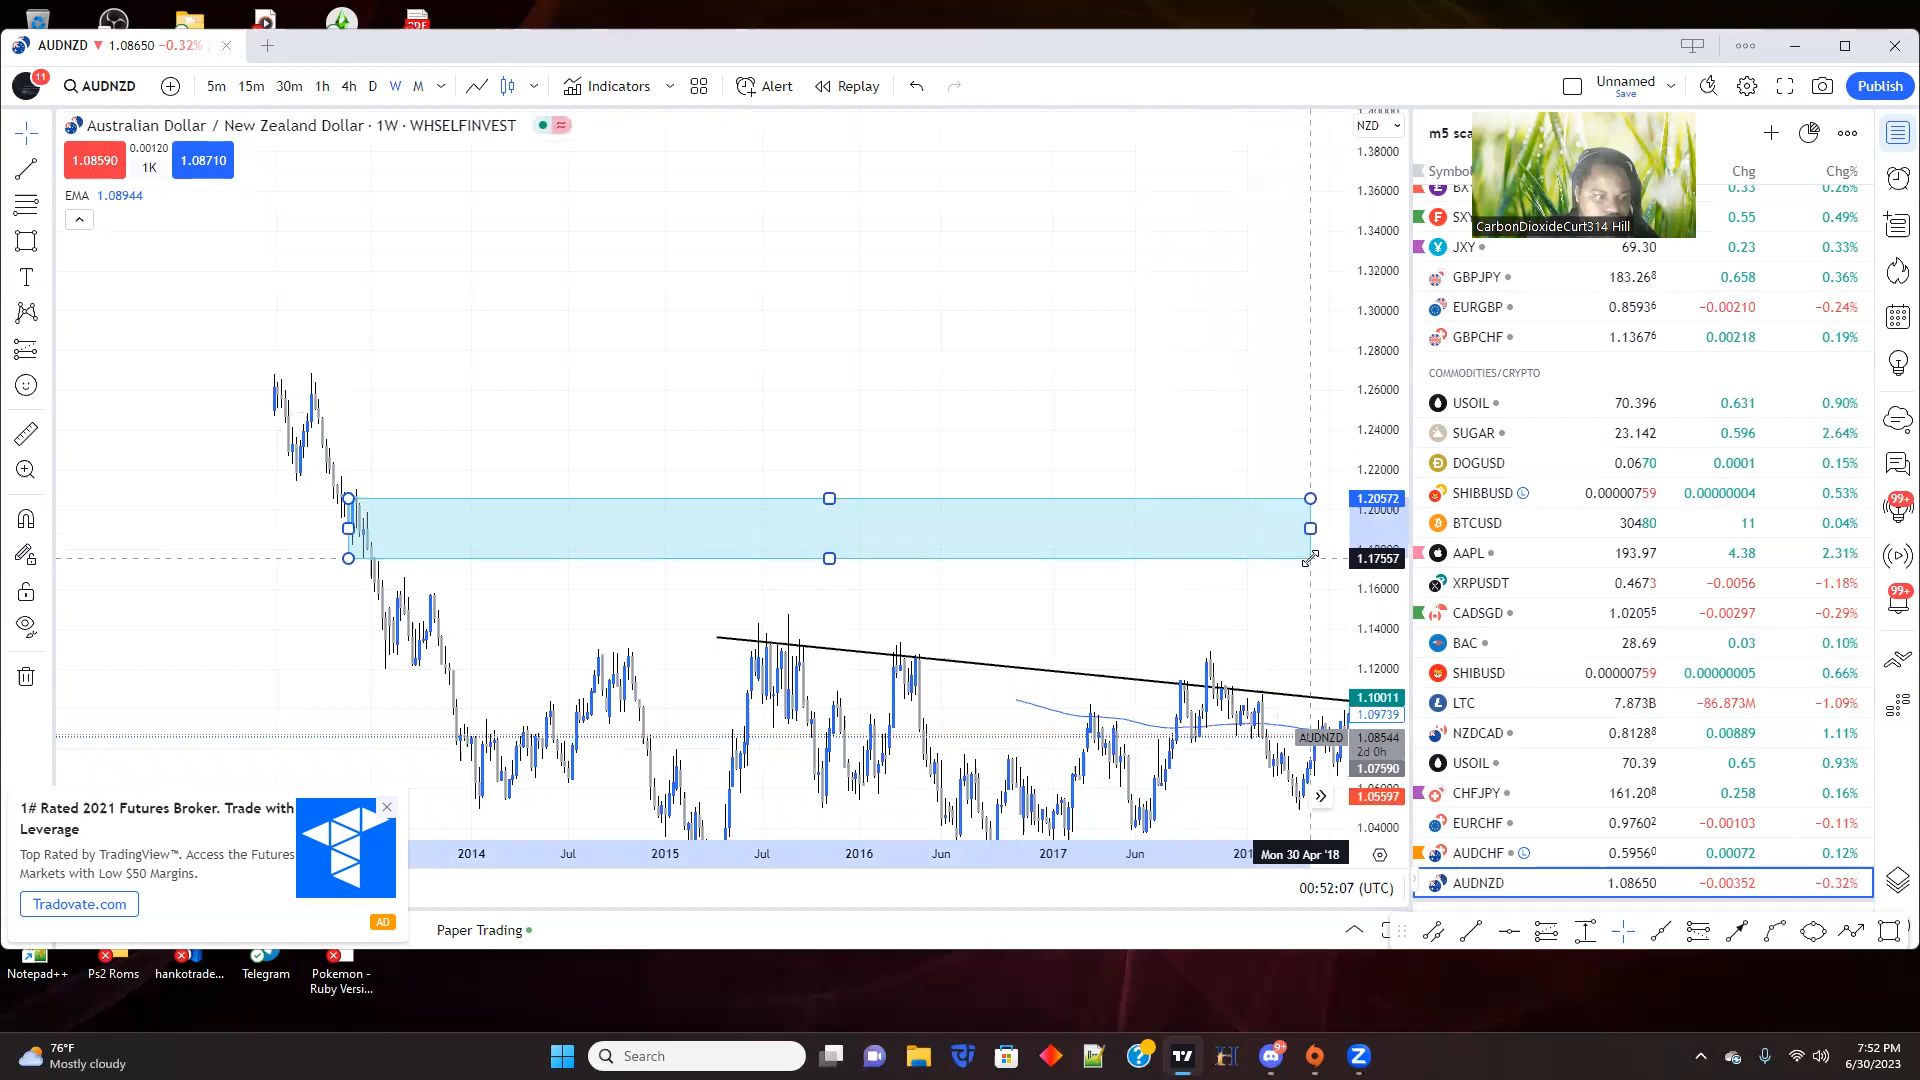 PDF
AUDNZD ▼ 1.08650 −0.32%
11
AUDNZD
5m 15m 30m 1h 4h D W M
Indicators
Alert
Replay
Unnamed
Save
Publish
Australian Dollar / New Zealand Dollar · 1W · WHSELFINVEST
NZD
1.08590
0.00120
1K
1.08710
EMA 1.08944
1.38000
1.36000
1.34000
1.32000
1.30000
1.28000
1.26000
1.24000
1.22000
1.20572
1.20000
1.17557
1.16000
1.14000
1.12000
1.10011
1.09739
AUDNZD 1.08544
2d 0h
1.07590
1.05597
1.04000
2014 Jul 2015 Jul 2016 Jun 2017 Jun
Mon 30 Apr '18
00:52:07 (UTC)
Paper Trading
1# Rated 2021 Futures Broker. Trade with
Leverage
Top Rated by TradingView™. Access the Futures
Markets with Low $50 Margins.
Tradovate.com
AD
m5 sca
Symbol Chg Chg%
CarbonDioxideCurt314 Hill
0.33 0.26%
SXY 0.55 0.49%
JXY 69.30 0.23 0.33%
GBPJPY 183.268 0.658 0.36%
EURGBP 0.85936 −0.00210 −0.24%
GBPCHF 1.13676 0.00218 0.19%
COMMODITIES/CRYPTO
USOIL 70.396 0.631 0.90%
SUGAR 23.142 0.596 2.64%
DOGUSD 0.0670 0.0001 0.15%
SHIBBUSD 0.00000759 0.00000004 0.53%
BTCUSD 30480 11 0.04%
AAPL 193.97 4.38 2.31%
XRPUSDT 0.4673 −0.0056 −1.18%
CADSGD 1.02055 −0.00297 −0.29%
BAC 28.69 0.03 0.10%
SHIBUSD 0.00000759 0.00000005 0.66%
LTC 7.873B −86.873M −1.09%
NZDCAD 0.81288 0.00889 1.11%
USOIL 70.39 0.65 0.93%
CHFJPY 161.208 0.258 0.16%
EURCHF 0.97602 −0.00103 −0.11%
AUDCHF 0.59560 0.00072 0.12%
AUDNZD 1.08650 −0.00352 −0.32%
99+
99+
Notepad++
Ps2 Roms
hankotrade...
Telegram
Pokemon -
Ruby Versi...
76°F
Mostly cloudy
Search
9+
7:52 PM
6/30/2023